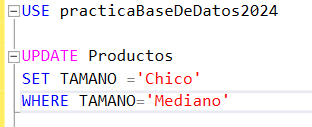 USE practicaBaseDeDatos2024
UPDATE Productos
SET TAMANO ='Chico'
WHERE TAMANO='Mediano'